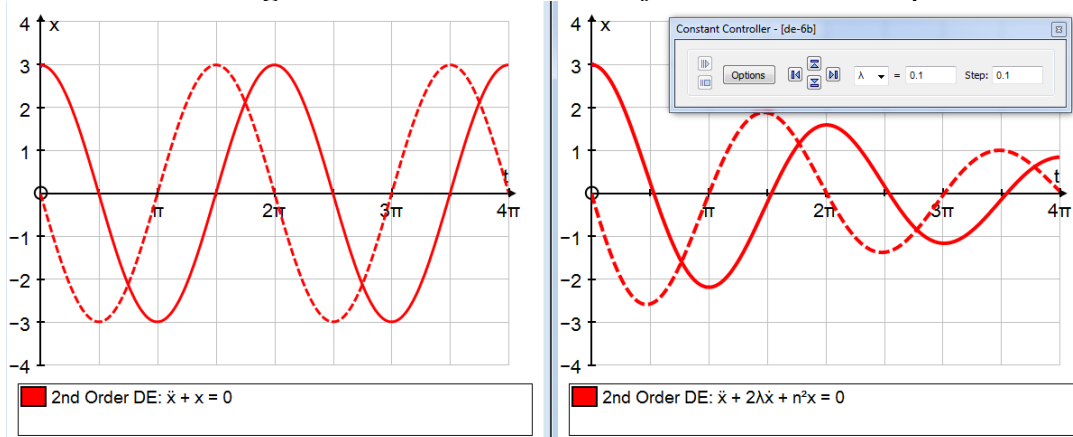 4
x
3
2
1
t
π
2π
3π
4π
−1
−2
−3
−4
2nd Order DE: ẍ + x = 0
4
x
3
2
1
t
π
2π
3π
4π
−1
−2
−3
−4
Constant Controller - [de-6b]
Options
λ = 0.1 Step: 0.1
2nd Order DE: ẍ + 2λẋ + n²x = 0